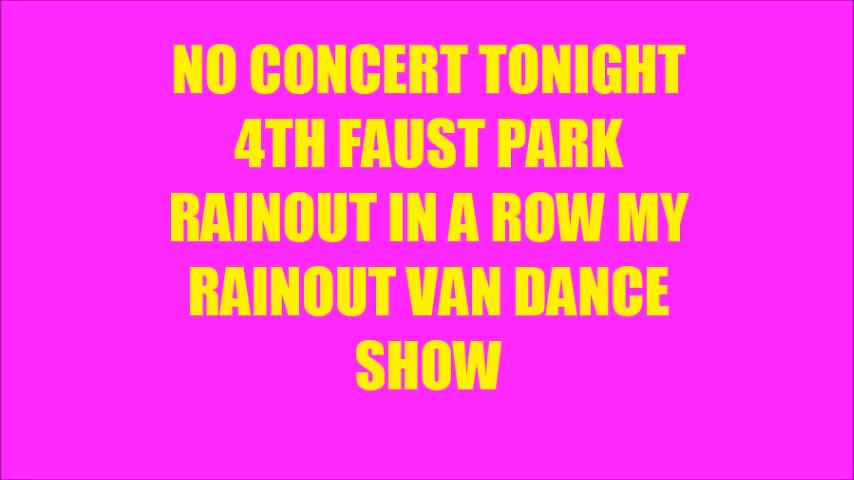 NO CONCERT TONIGHT
4TH FAUST PARK
RAINOUT IN A ROW MY
RAINOUT VAN DANCE
SHOW